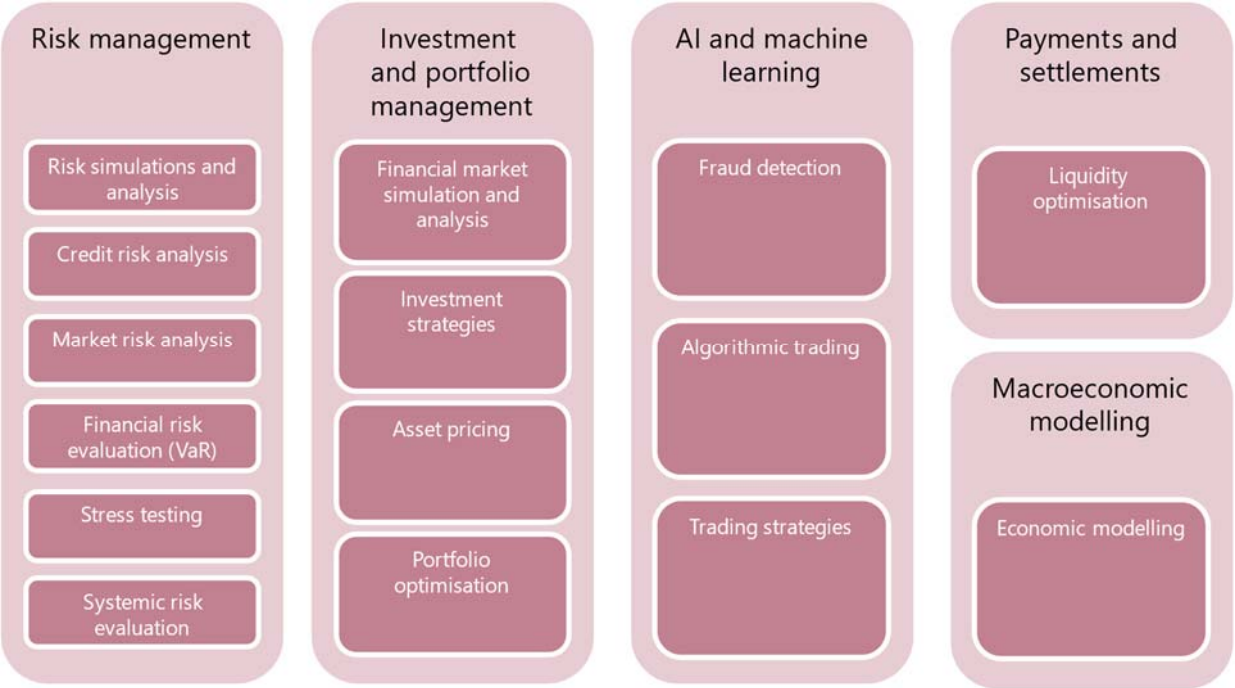 Risk management
Risk simulations and
analysis
Credit risk analysis
Market risk analysis
Financial risk
evaluation (VaR)
Stress testing
Systemic risk
evaluation
Investment
and portfolio
management
Financial market
simulation and
analysis
Investment
strategies
Asset pricing
Portfolio
optimisation
AI and machine
learning
Fraud detection
Algorithmic trading
Trading strategies
Payments and
settlements
Liquidity
optimisation
Macroeconomic
modelling
Economic modelling